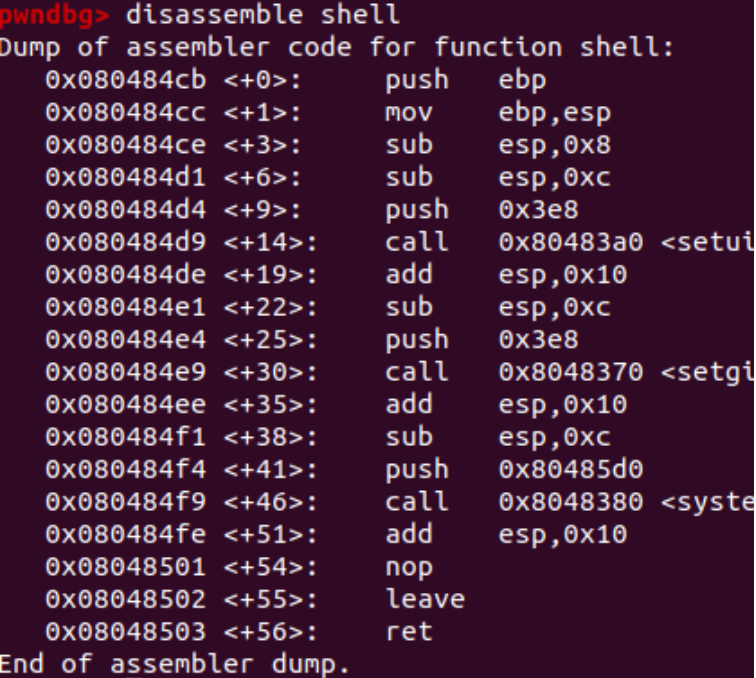 pwndbg> disassemble shell
Dump of assembler code for function shell:
0x080484cb <+0>: push ebp
0x080484cc <+1>: mov ebp,esp
0x080484ce <+3>: sub esp,0x8
0x080484d1 <+6>: sub esp,0xc
0x080484d4 <+9>: push 0x3e8
0x080484d9 <+14>: call 0x80483a0 <setui
0x080484de <+19>: add esp,0x10
0x080484e1 <+22>: sub esp,0xc
0x080484e4 <+25>: push 0x3e8
0x080484e9 <+30>: call 0x8048370 <setgi
0x080484ee <+35>: add esp,0x10
0x080484f1 <+38>: sub esp,0xc
0x080484f4 <+41>: push 0x80485d0
0x080484f9 <+46>: call 0x8048380 <syste
0x080484fe <+51>: add esp,0x10
0x08048501 <+54>: nop
0x08048502 <+55>: leave
0x08048503 <+56>: ret
End of assembler dump.